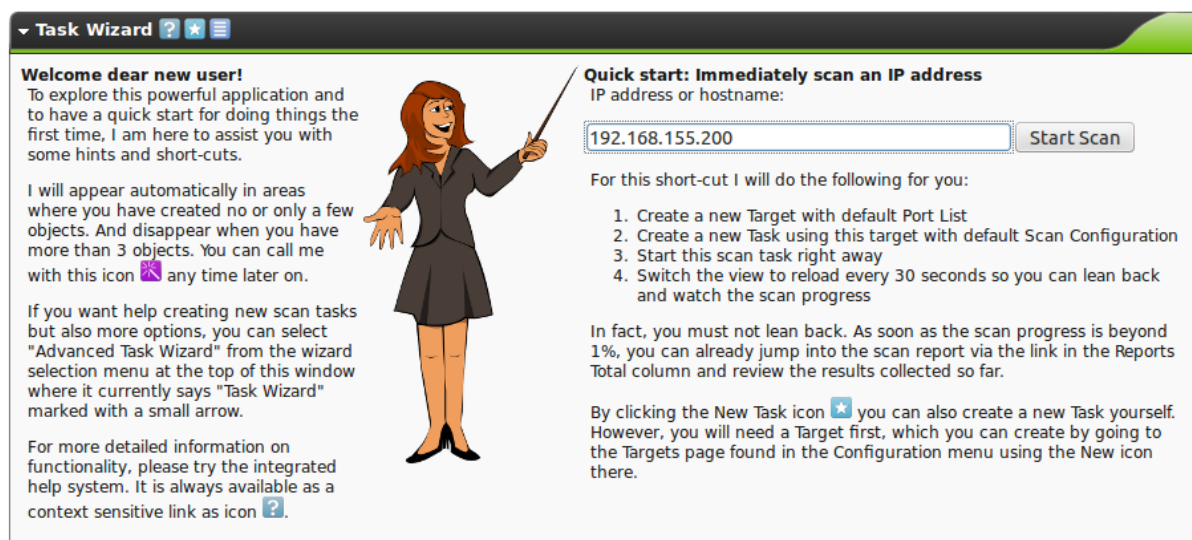 Task Wizard
Welcome dear new user!
To explore this powerful application and
to have a quick start for doing things the
first time, I am here to assist you with
some hints and short-cuts.
I will appear automatically in areas
where you have created no or only a few
objects. And disappear when you have
more than 3 objects. You can call me
with this icon any time later on.
If you want help creating new scan tasks
but also more options, you can select
"Advanced Task Wizard" from the wizard
selection menu at the top of this window
where it currently says "Task Wizard"
marked with a small arrow.
For more detailed information on
functionality, please try the integrated
help system. It is always available as a
context sensitive link as icon ?.
Quick start: Immediately scan an IP address
IP address or hostname:
192.168.155.200
Start Scan
For this short-cut I will do the following for you:
1. Create a new Target with default Port List
2. Create a new Task using this target with default Scan Configuration
3. Start this scan task right away
4. Switch the view to reload every 30 seconds so you can lean back
and watch the scan progress
In fact, you must not lean back. As soon as the scan progress is beyond
1%, you can already jump into the scan report via the link in the Reports
Total column and review the results collected so far.
By clicking the New Task icon you can also create a new Task yourself.
However, you will need a Target first, which you can create by going to
the Targets page found in the Configuration menu using the New icon
there.